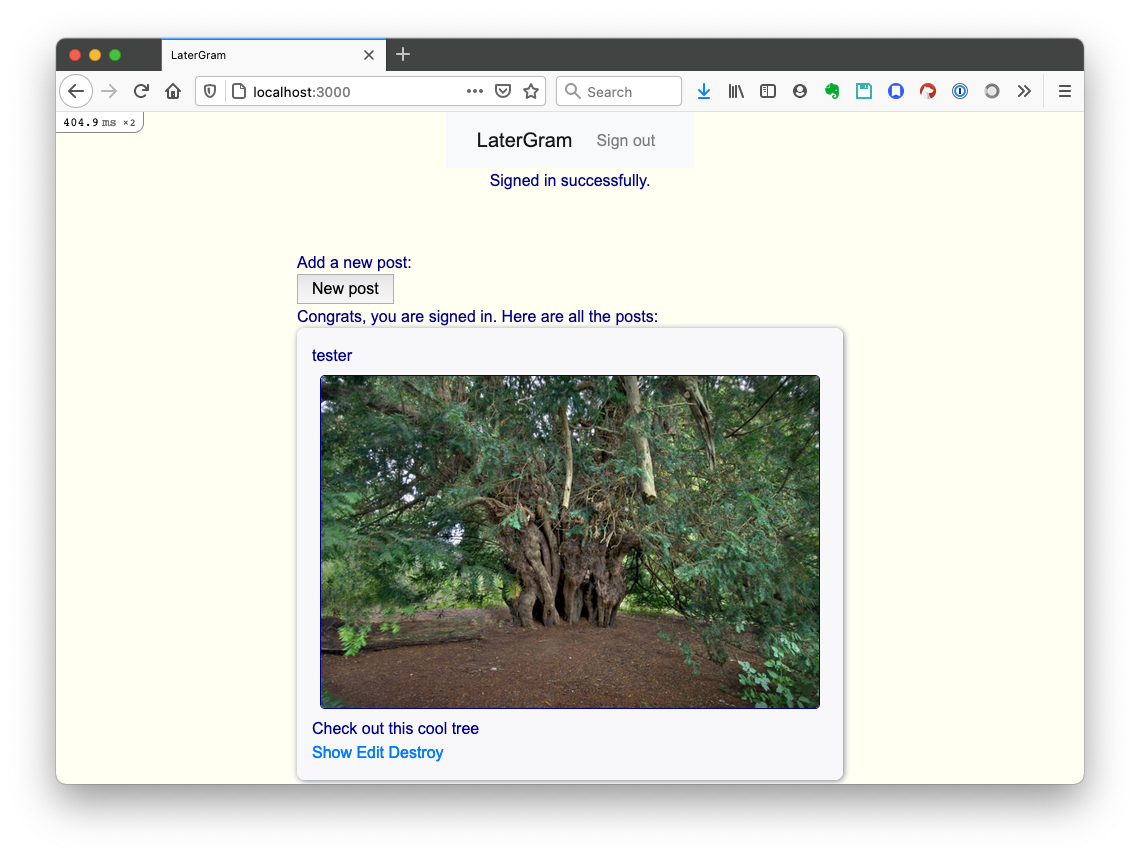 LaterGram
localhost:3000
Search
404.9 ms ×2
LaterGram Sign out
Signed in successfully.
Add a new post:
New post
Congrats, you are signed in. Here are all the posts:
tester
Check out this cool tree
Show Edit Destroy